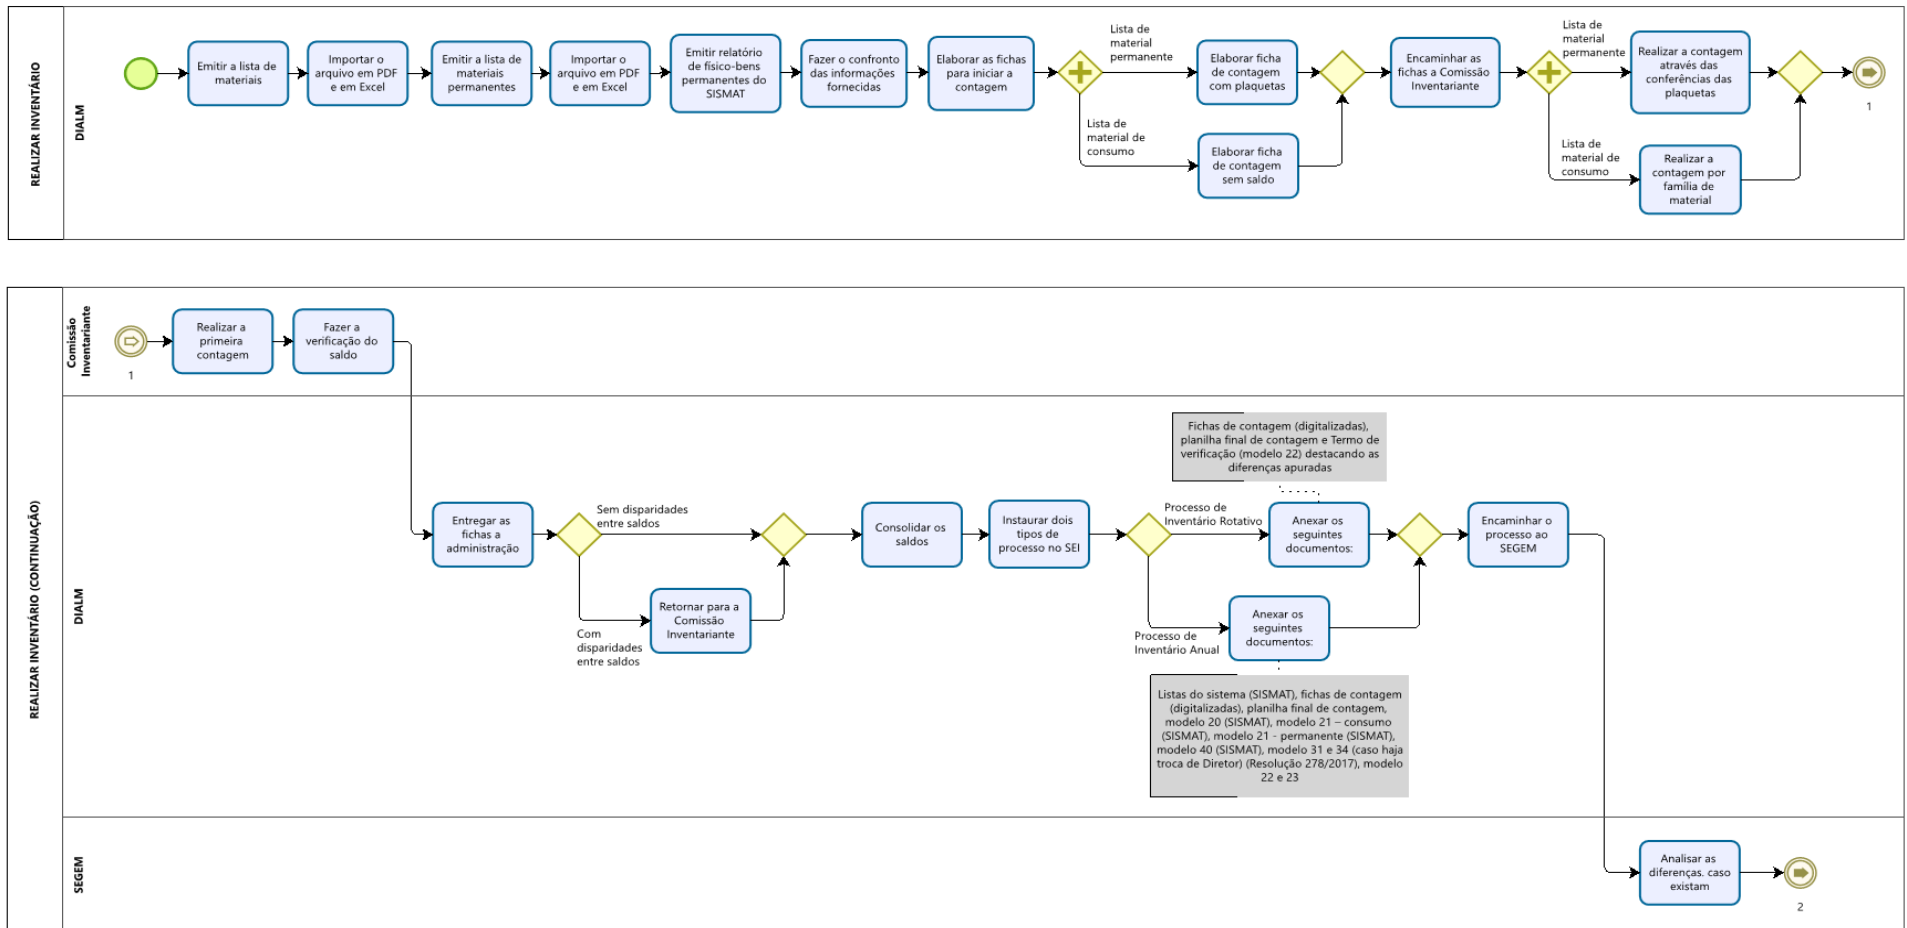 REALIZAR INVENTÁRIO
DIALM
Emitir a lista de
materiais
Importar o
arquivo em PDF
e em Excel
Emitir a lista de
materiais
permanentes
Importar o
arquivo em PDF
e em Excel
Emitir relatório
de físico-bens
permanentes do
SISMAT
Fazer o confronto
das informações
fornecidas
Elaborar as fichas
para iniciar a
contagem
Lista de
material
permanente
Elaborar ficha
de contagem
com plaquetas
Lista de
material de
consumo
Elaborar ficha
de contagem
sem saldo
Encaminhar as
fichas a Comissão
Inventariante
Lista de
material
permanente
Realizar a contagem
através das
conferências das
plaquetas
Lista de
material de
consumo
Realizar a
contagem por
família de
material
1
REALIZAR INVENTÁRIO (CONTINUAÇÃO)
Comissão
Inventariante
1
Realizar a
primeira
contagem
Fazer a
verificação do
saldo
DIALM
Entregar as
fichas a
administração
Sem disparidades
entre saldos
Com
disparidades
entre saldos
Retornar para a
Comissão
Inventariante
Consolidar os
saldos
Instaurar dois
tipos de
processo no SEI
Processo de
Inventário Rotativo
Fichas de contagem (digitalizadas),
planilha final de contagem e Termo de
verificação (modelo 22) destacando as
diferenças apuradas
Anexar os
seguintes
documentos:
Processo de
Inventário Anual
Anexar os
seguintes
documentos:
Listas do sistema (SISMAT), fichas de contagem
(digitalizadas), planilha final de contagem,
modelo 20 (SISMAT), modelo 21 – consumo
(SISMAT), modelo 21 - permanente (SISMAT),
modelo 40 (SISMAT), modelo 31 e 34 (caso haja
troca de Diretor) (Resolução 278/2017), modelo
22 e 23
Encaminhar o
processo ao
SEGEM
SEGEM
Analisar as
diferenças. caso
existam
2